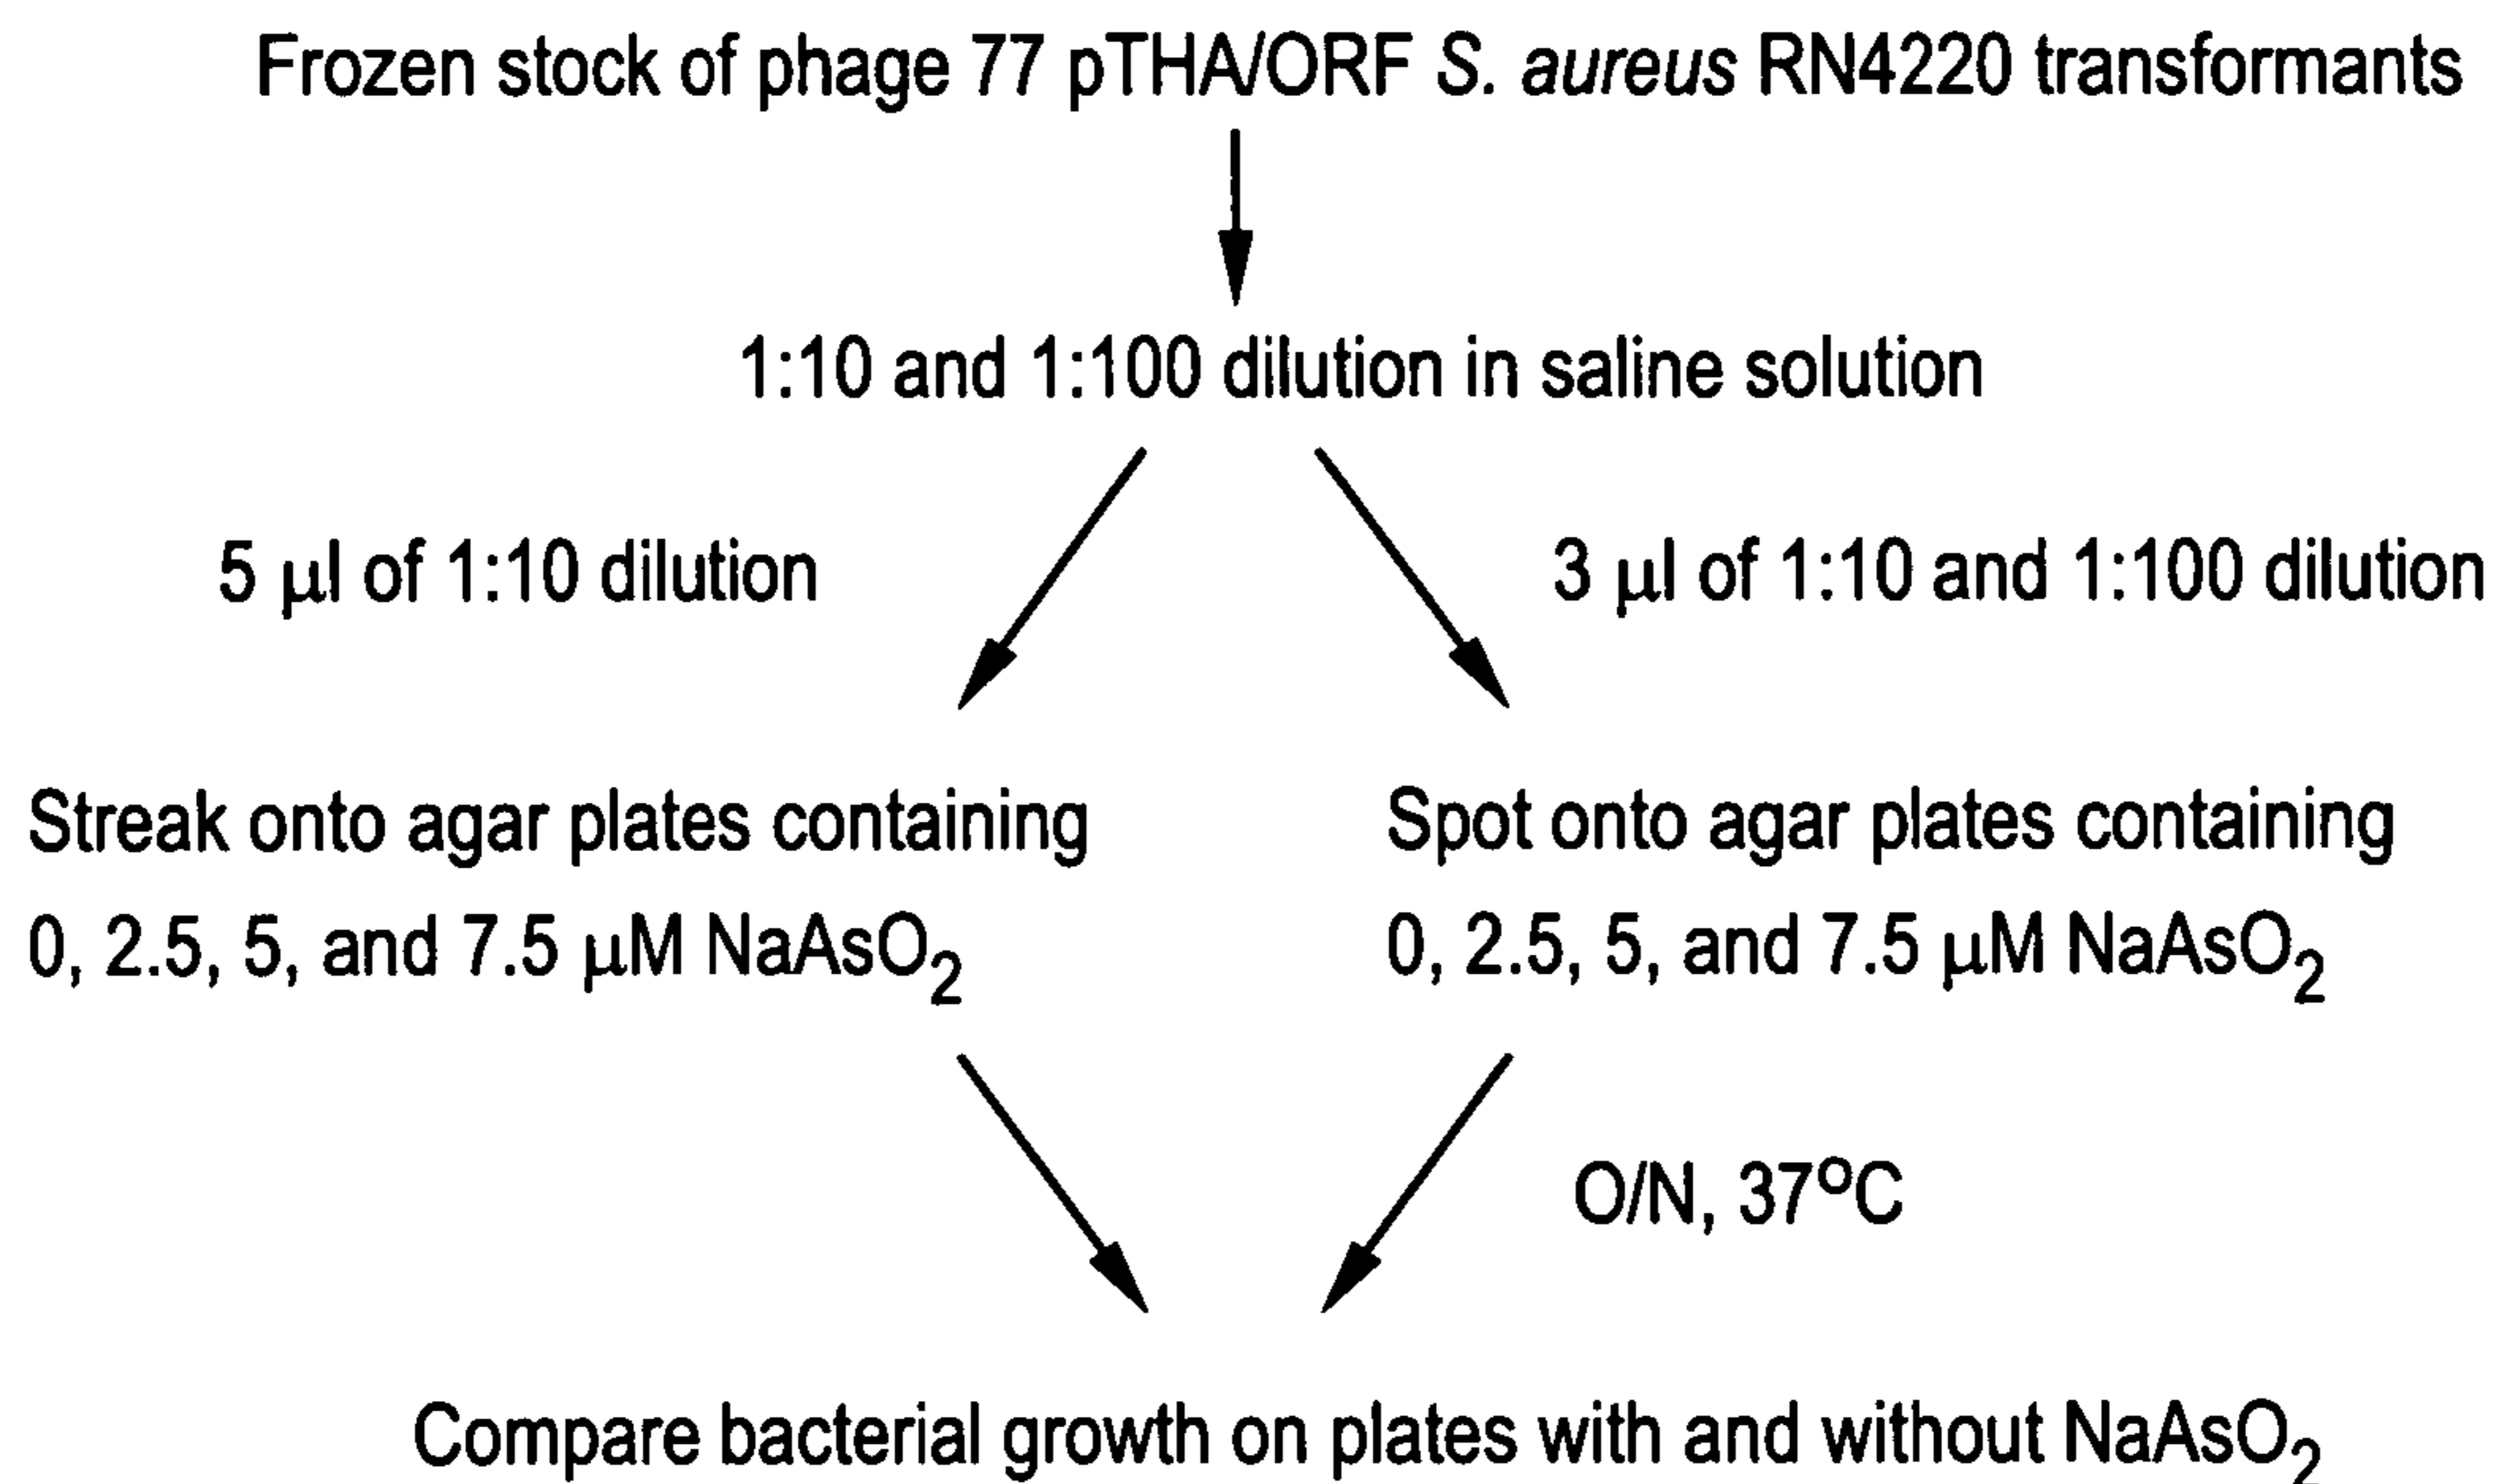 Frozen stock of phage 77 pTHA/ORF S. aureus RN4220 transformants
1:10 and 1:100 dilution in saline solution
5 μl of 1:10 dilution
3 μl of 1:10 and 1:100 dilution
Streak onto agar plates containing
0, 2.5, 5, and 7.5 μM NaAsO₂
Spot onto agar plates containing
0, 2.5, 5, and 7.5 μM NaAsO₂
O/N, 37ºC
Compare bacterial growth on plates with and without NaAsO₂